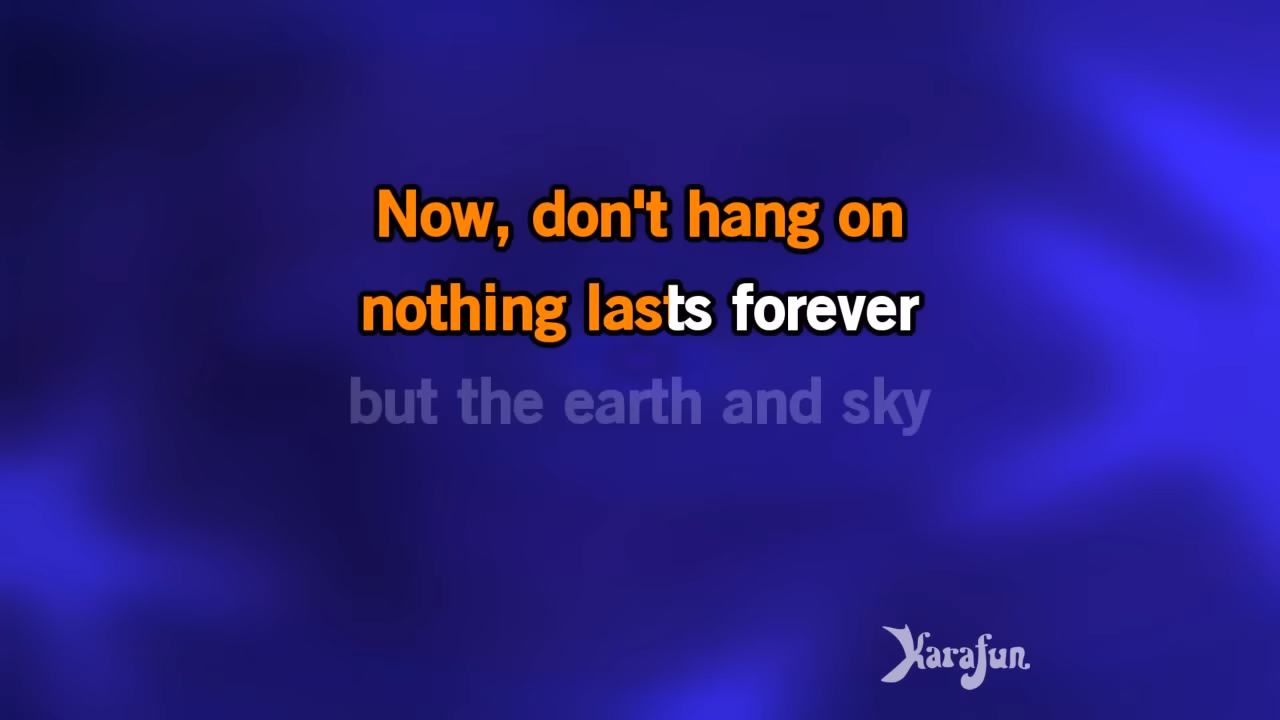 Now, don't hang on
nothing lasts forever
but the earth and sky
Karafun